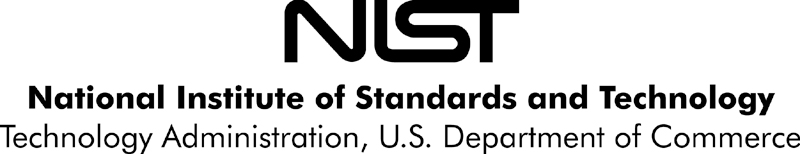 NIST
National Institute of Standards and Technology
Technology Administration, U.S. Department of Commerce